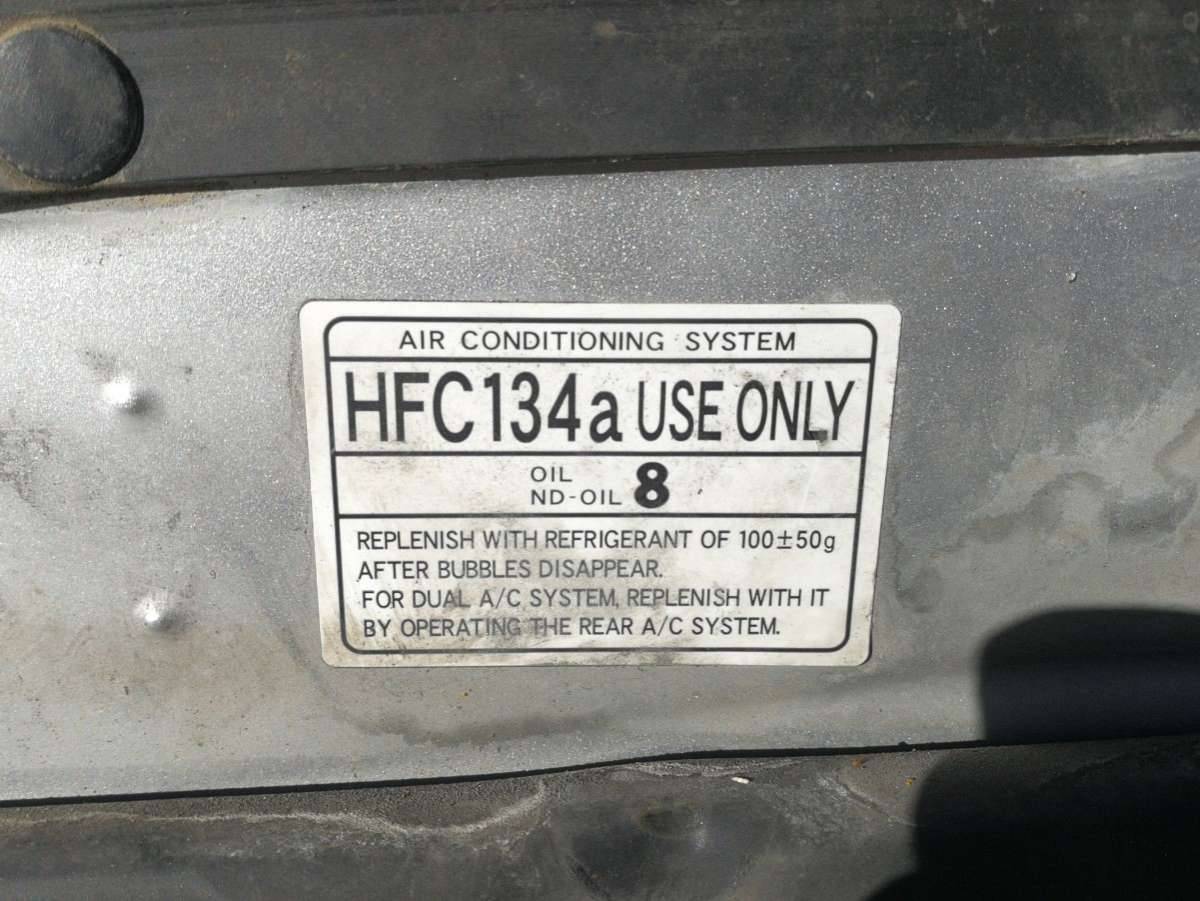 AIR CONDITIONING SYSTEM
HFC134a USE ONLY
OIL
ND-OIL 8
REPLENISH WITH REFRIGERANT OF 100±50g
AFTER BUBBLES DISAPPEAR.
FOR DUAL A/C SYSTEM, REPLENISH WITH IT
BY OPERATING THE REAR A/C SYSTEM.